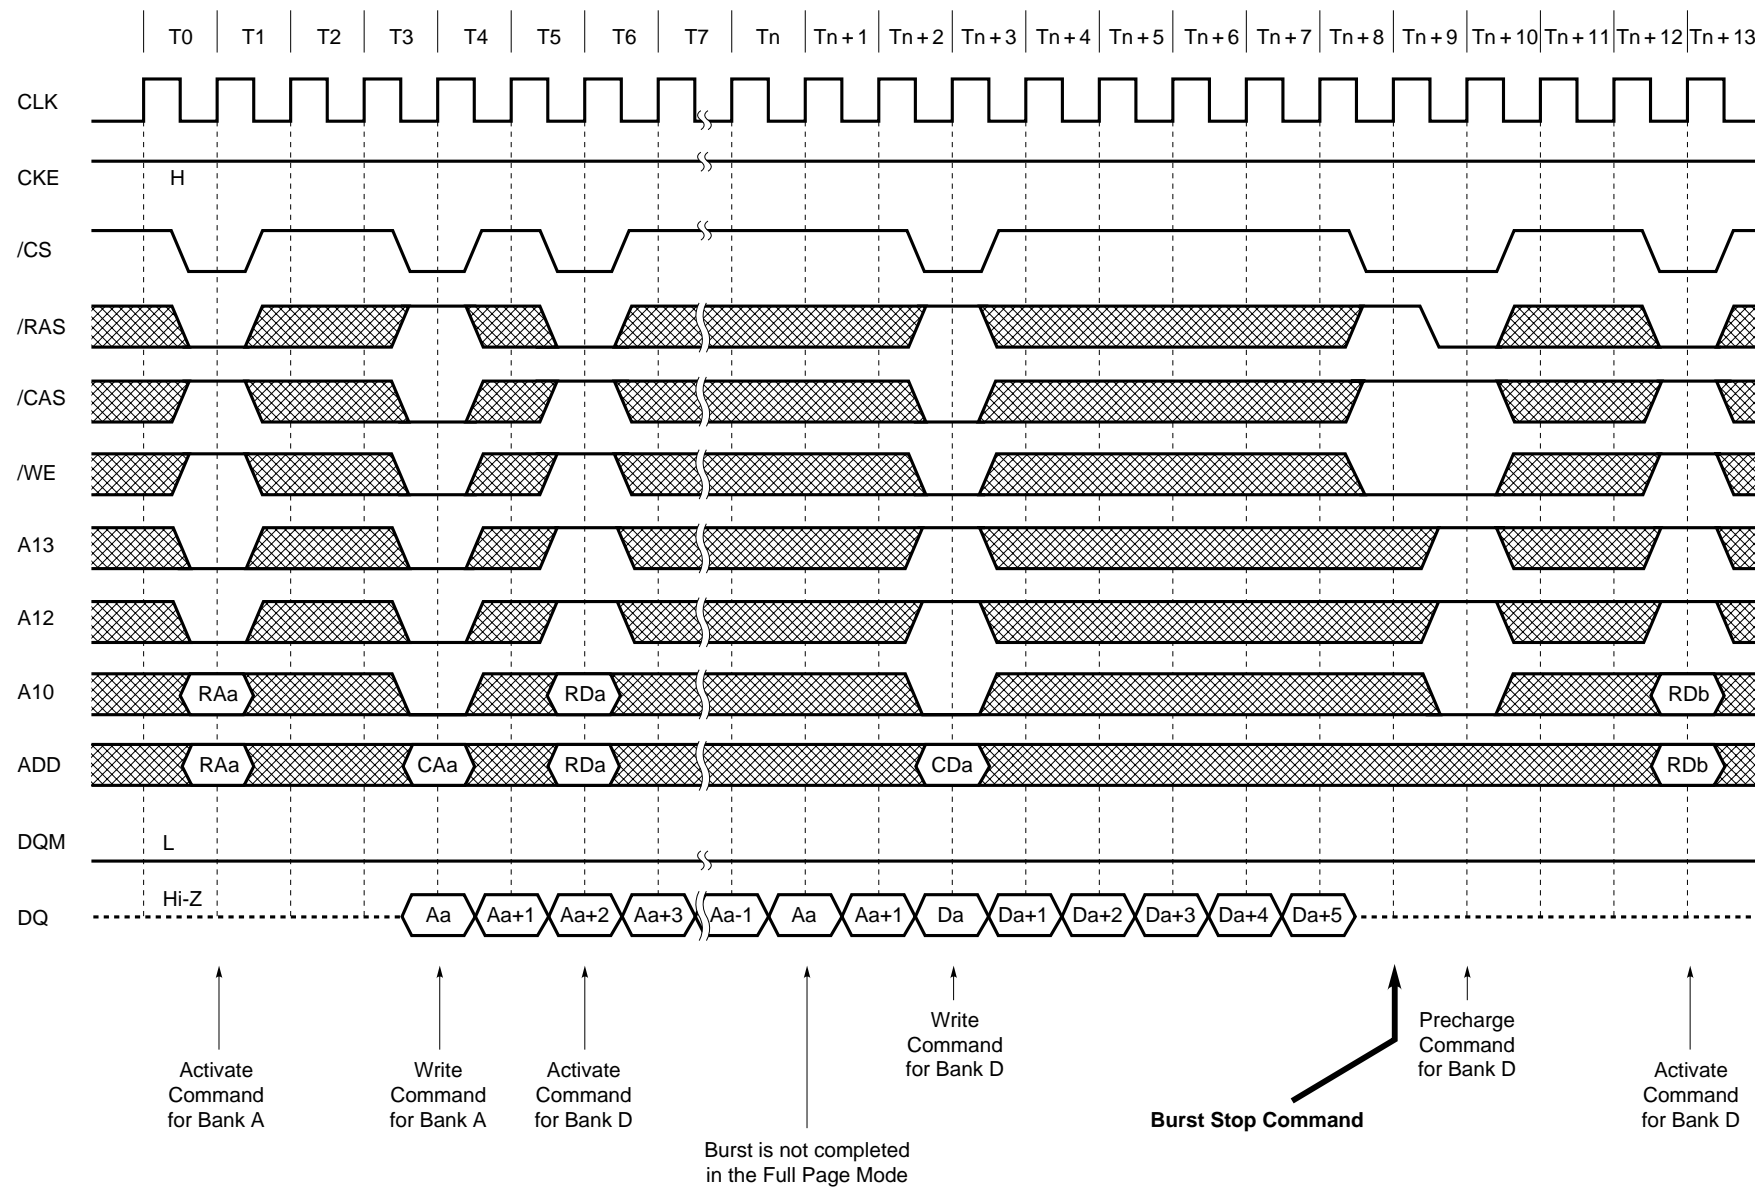 T0 T1 T2 T3 T4 T5 T6 T7 Tn Tn + 1 Tn + 2 Tn + 3 Tn + 4 Tn + 5 Tn + 6 Tn + 7 Tn + 8 Tn + 9 Tn + 10 Tn + 11 Tn + 12 Tn + 13
CLK
CKE H
/CS
/RAS
/CAS
/WE
A13
A12
A10 RAa RDa RDb
ADD RAa CAa RDa CDa RDb
DQM L
DQ Hi-Z Aa Aa+1 Aa+2 Aa+3 Aa-1 Aa Aa+1 Da Da+1 Da+2 Da+3 Da+4 Da+5
Activate
Command
for Bank A
Write
Command
for Bank A
Activate
Command
for Bank D
Burst is not completed
in the Full Page Mode
Write
Command
for Bank D
Burst Stop Command
Precharge
Command
for Bank D
Activate
Command
for Bank D